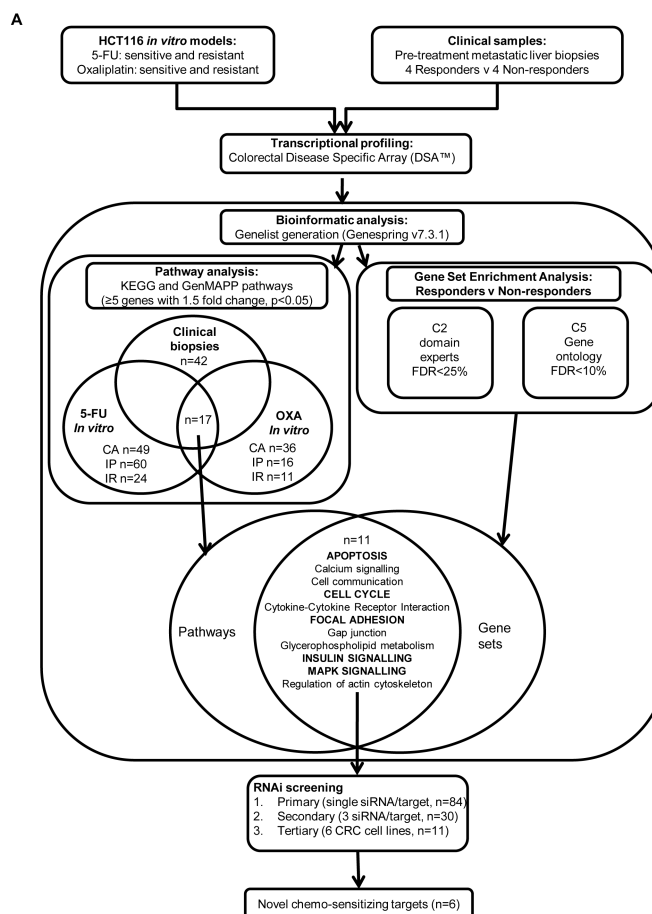 A
HCT116 in vitro models:
5-FU: sensitive and resistant
Oxaliplatin: sensitive and resistant
Clinical samples:
Pre-treatment metastatic liver biopsies
4 Responders v 4 Non-responders
Transcriptional profiling:
Colorectal Disease Specific Array (DSA™)
Bioinformatic analysis:
Genelist generation (Genespring v7.3.1)
Pathway analysis:
KEGG and GenMAPP pathways
(≥5 genes with 1.5 fold change, p<0.05)
Clinical
biopsies
n=42
5-FU
In vitro
CA n=49
IP n=60
IR n=24
n=17
OXA
In vitro
CA n=36
IP n=16
IR n=11
Gene Set Enrichment Analysis:
Responders v Non-responders
C2
domain
experts
FDR<25%
C5
Gene
ontology
FDR<10%
Pathways
n=11
APOPTOSIS
Calcium signalling
Cell communication
CELL CYCLE
Cytokine-Cytokine Receptor Interaction
FOCAL ADHESION
Gap junction
Glycerophospholipid metabolism
INSULIN SIGNALLING
MAPK SIGNALLING
Regulation of actin cytoskeleton
Gene
sets
RNAi screening
1. Primary (single siRNA/target, n=84)
2. Secondary (3 siRNA/target, n=30)
3. Tertiary (6 CRC cell lines, n=11)
Novel chemo-sensitizing targets (n=6)